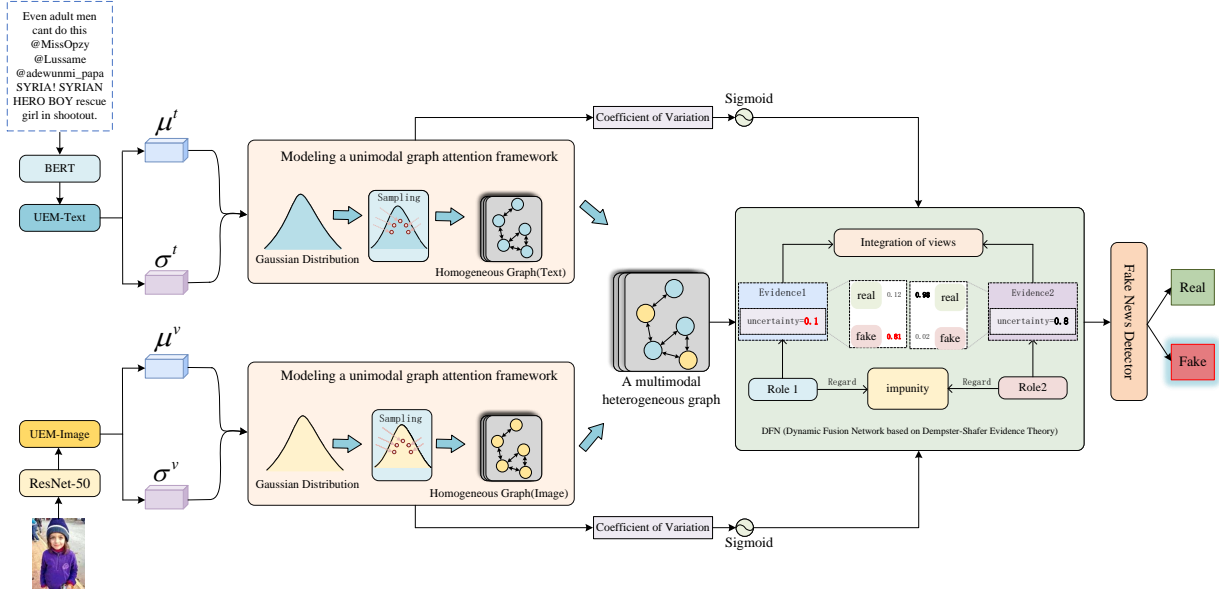 Even adult men
cant do this
@MissOpzy
@Lussame
@adewunmi_papa
SYRIA! SYRIAN
HERO BOY rescue
girl in shootout.
BERT
UEM-Text
μᵗ
σᵗ
Modeling a unimodal graph attention framework
Gaussian Distribution
Sampling
Homogeneous Graph(Text)
Coefficient of Variation
Sigmoid
μᵛ
σᵛ
UEM-Image
ResNet-50
Modeling a unimodal graph attention framework
Gaussian Distribution
Sampling
Homogeneous Graph(Image)
Coefficient of Variation
Sigmoid
A multimodal
heterogeneous graph
Integration of views
Evidence1
uncertainty=0.1
real 0.12
fake 0.81
0.98 real
0.02 fake
Evidence2
uncertainty=0.8
Role 1
Regard
impunity
Regard
Role2
DFN (Dynamic Fusion Network based on Dempster-Shafer Evidence Theory)
Fake News Detector
Real
Fake